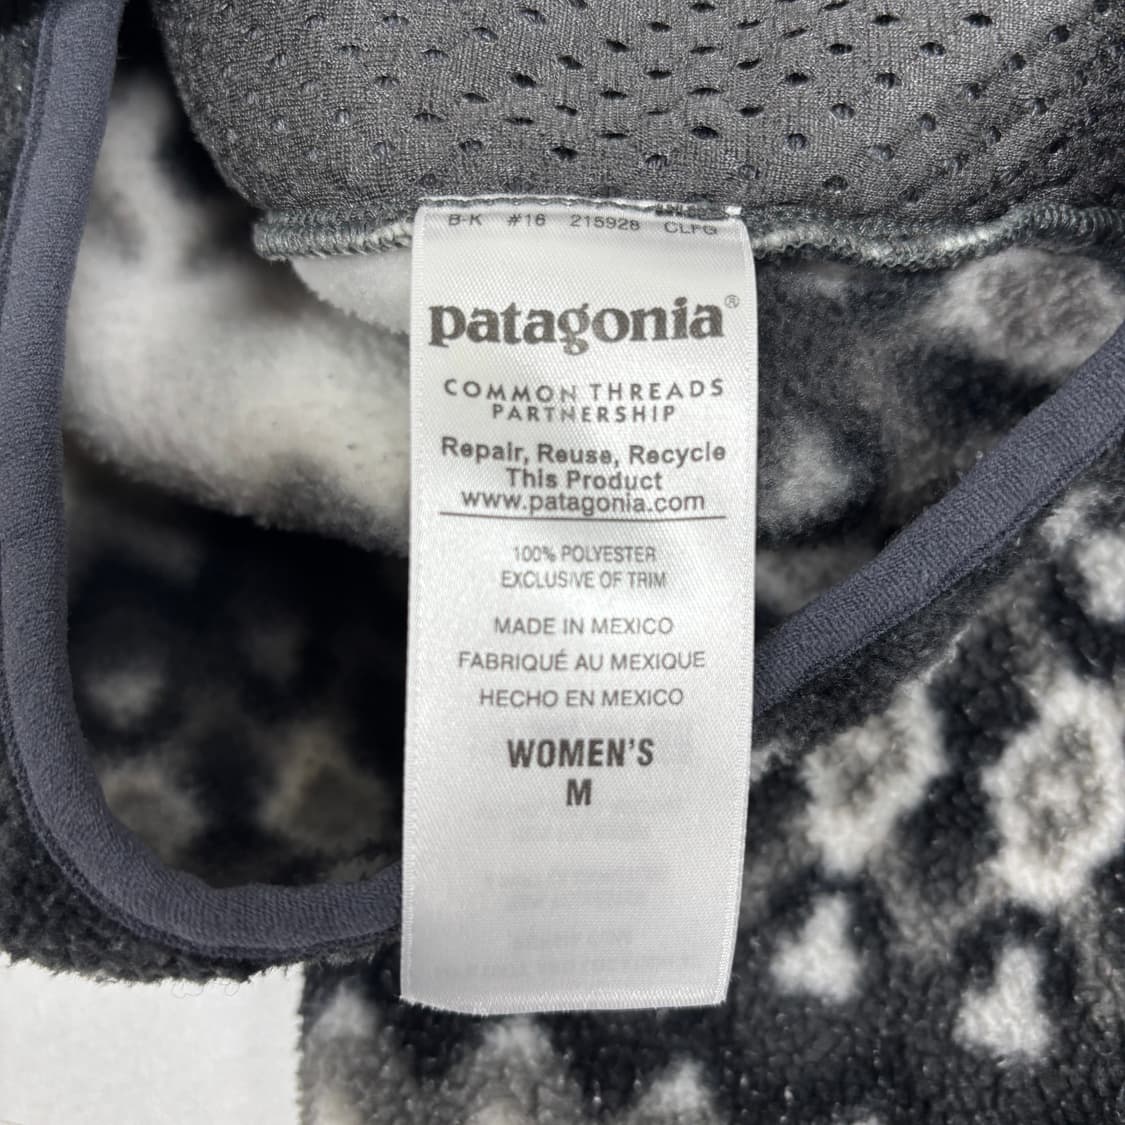 B-K #16 215928 CLFG
patagonia®
COMMON THREADS
PARTNERSHIP
Repair, Reuse, Recycle
This Product
www.patagonia.com
100% POLYESTER
EXCLUSIVE OF TRIM
MADE IN MEXICO
FABRIQUÉ AU MEXIQUE
HECHO EN MEXICO
WOMEN'S
M